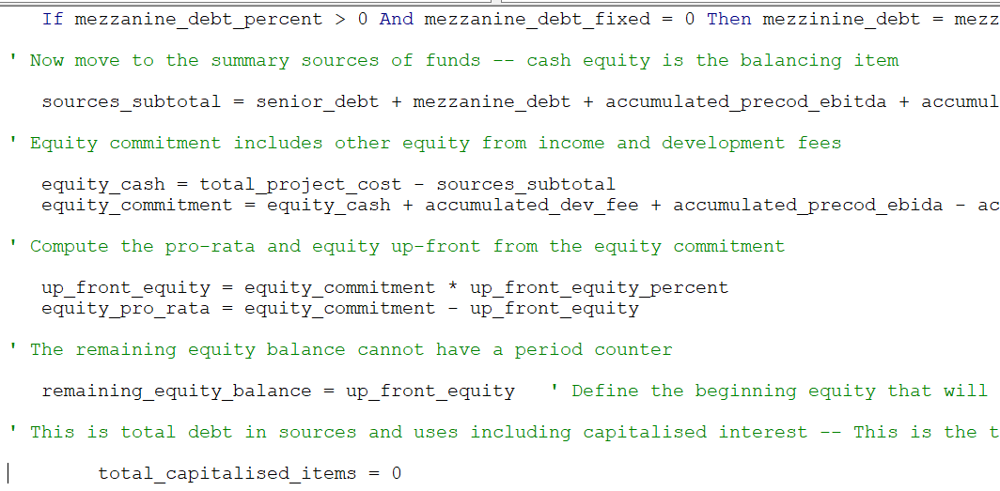 If mezzanine_debt_percent > 0 And mezzanine_debt_fixed = 0 Then mezzinine_debt = mezz
' Now move to the summary sources of funds -- cash equity is the balancing item
sources_subtotal = senior_debt + mezzanine_debt + accumulated_precod_ebitda + accumul
' Equity commitment includes other equity from income and development fees
equity_cash = total_project_cost - sources_subtotal
equity_commitment = equity_cash + accumulated_dev_fee + accumulated_precod_ebida - ac
' Compute the pro-rata and equity up-front from the equity commitment
up_front_equity = equity_commitment * up_front_equity_percent
equity_pro_rata = equity_commitment - up_front_equity
' The remaining equity balance cannot have a period counter
remaining_equity_balance = up_front_equity ' Define the beginning equity that will
' This is total debt in sources and uses including capitalised interest -- This is the t
total_capitalised_items = 0